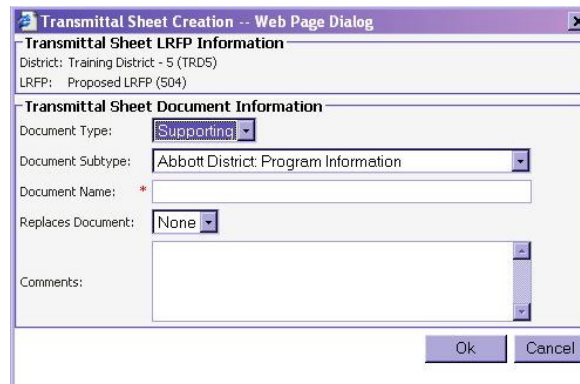 Transmittal Sheet Creation -- Web Page Dialog
Transmittal Sheet LRFP Information
District: Training District - 5 (TRD5)
LRFP: Proposed LRFP (504)
Transmittal Sheet Document Information
Document Type: Supporting
Document Subtype: Abbott District: Program Information
Document Name: *
Replaces Document: None
Comments:
Ok Cancel